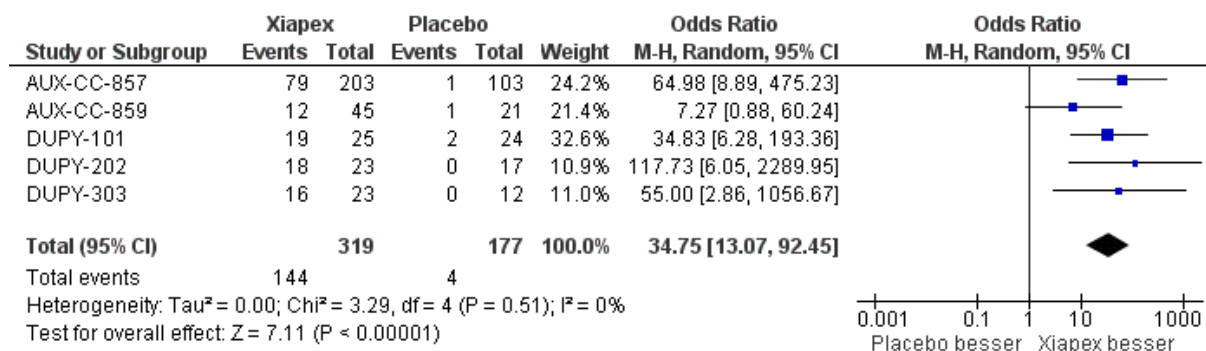 Xiapex Placebo Odds Ratio Odds Ratio
Study or Subgroup Events Total Events Total Weight M-H, Random, 95% CI M-H, Random, 95% CI
AUX-CC-857 79 203 1 103 24.2% 64.98 [8.89, 475.23]
AUX-CC-859 12 45 1 21 21.4% 7.27 [0.88, 60.24]
DUPY-101 19 25 2 24 32.6% 34.83 [6.28, 193.36]
DUPY-202 18 23 0 17 10.9% 117.73 [6.05, 2289.95]
DUPY-303 16 23 0 12 11.0% 55.00 [2.86, 1056.67]
Total (95% CI) 319 177 100.0% 34.75 [13.07, 92.45]
Total events 144 4
Heterogeneity: Tau² = 0.00; Chi² = 3.29, df = 4 (P = 0.51); I² = 0%
Test for overall effect: Z = 7.11 (P < 0.00001)
0.001 0.1 1 10 1000
Placebo besser Xiapex besser